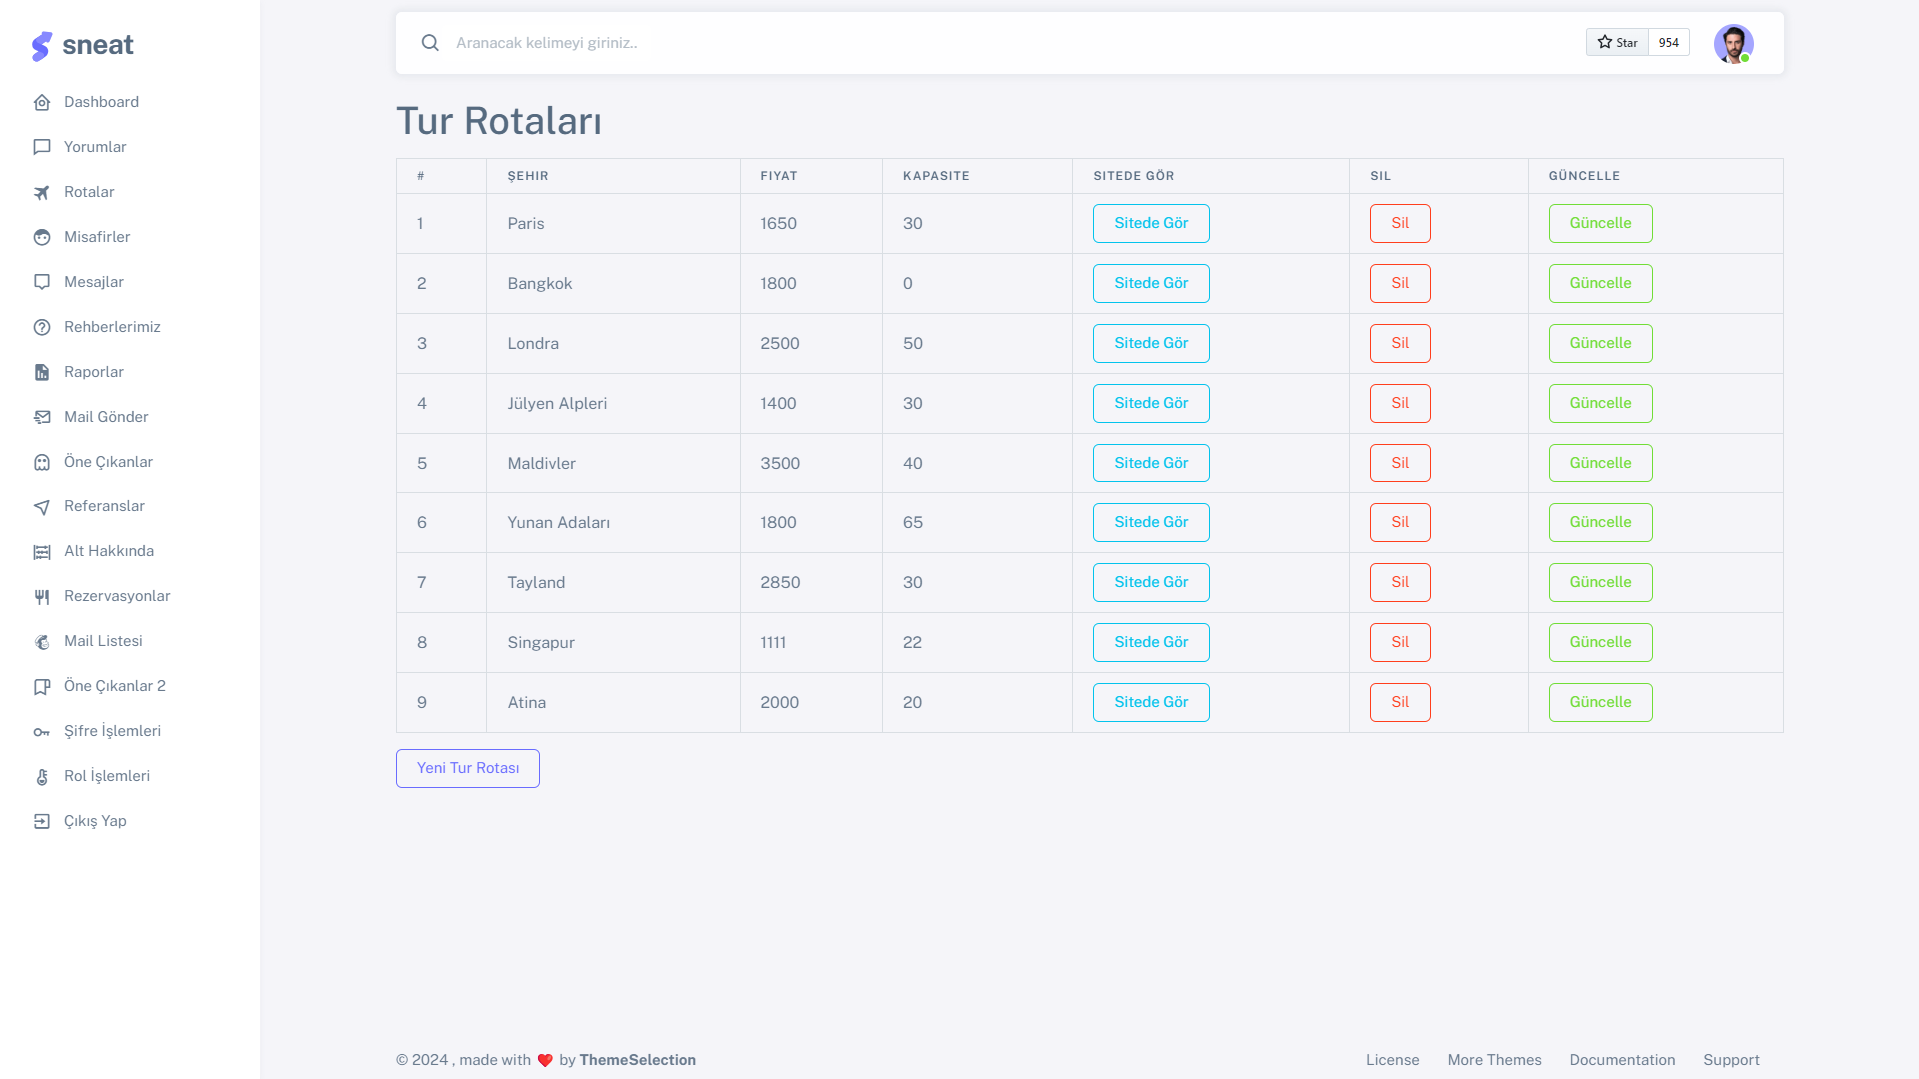 sneat
Dashboard
Yorumlar
Rotalar
Misafirler
Mesajlar
Rehberlerimiz
Raporlar
Mail Gönder
Öne Çıkanlar
Referanslar
Alt Hakkında
Rezervasyonlar
Mail Listesi
Öne Çıkanlar 2
Şifre İşlemleri
Rol İşlemleri
Çıkış Yap
Aranacak kelimeyi giriniz..
Star 954
Tur Rotaları
# ŞEHIR FIYAT KAPASITE SITEDE GÖR SIL GÜNCELLE
1 Paris 1650 30 Sitede Gör Sil Güncelle
2 Bangkok 1800 0 Sitede Gör Sil Güncelle
3 Londra 2500 50 Sitede Gör Sil Güncelle
4 Jülyen Alpleri 1400 30 Sitede Gör Sil Güncelle
5 Maldivler 3500 40 Sitede Gör Sil Güncelle
6 Yunan Adaları 1800 65 Sitede Gör Sil Güncelle
7 Tayland 2850 30 Sitede Gör Sil Güncelle
8 Singapur 1111 22 Sitede Gör Sil Güncelle
9 Atina 2000 20 Sitede Gör Sil Güncelle
Yeni Tur Rotası
© 2024 , made with ❤️ by ThemeSelection
License More Themes Documentation Support